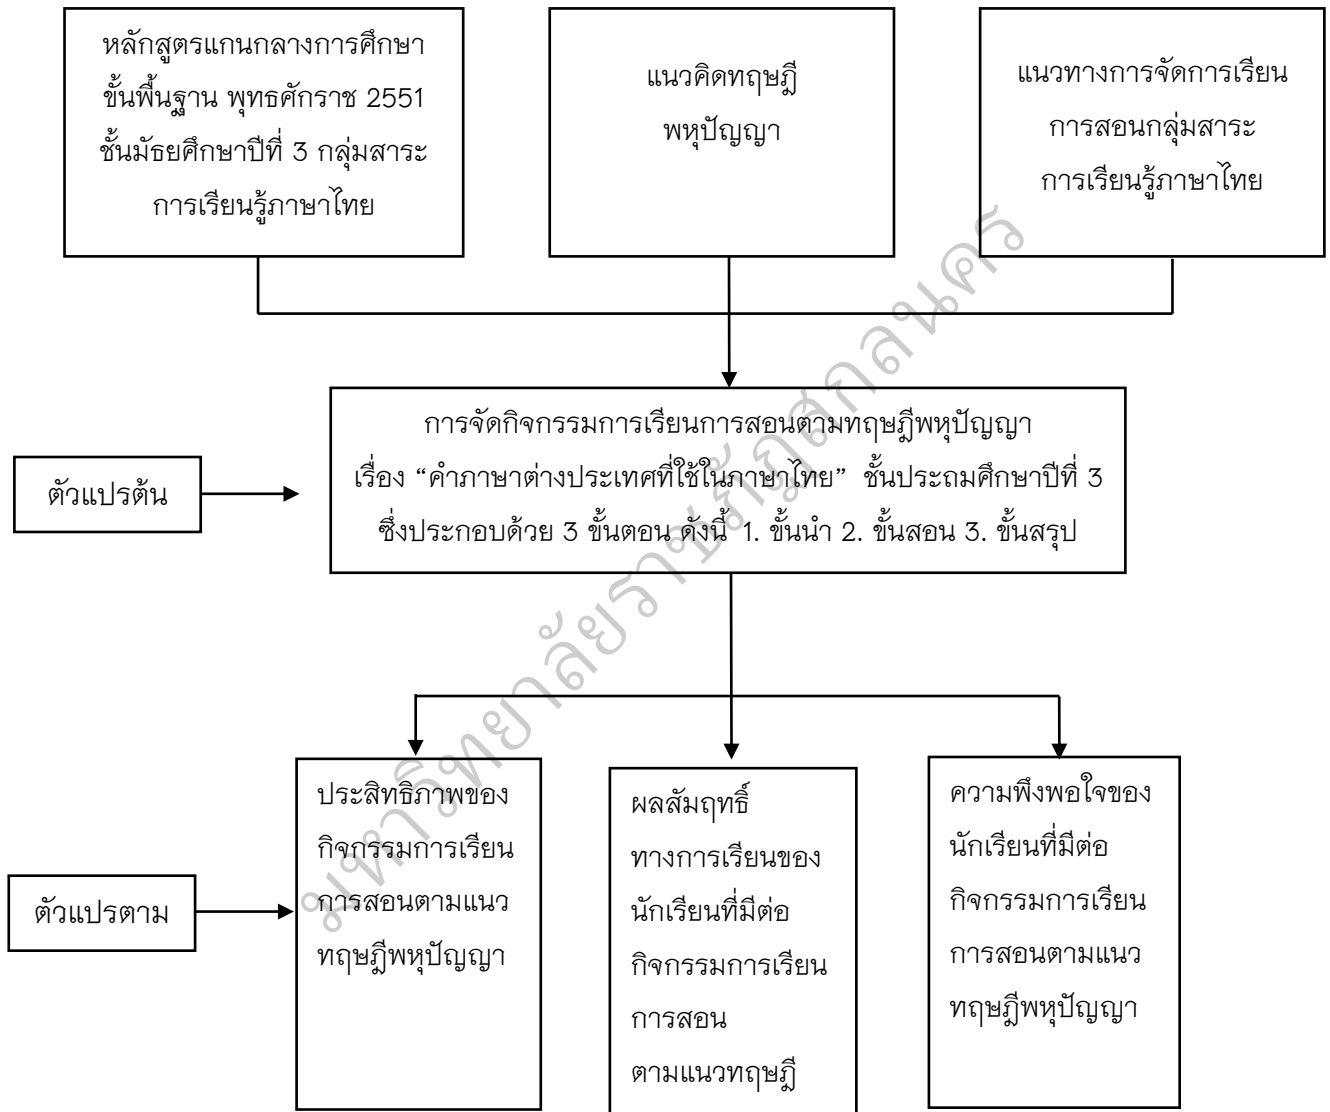 หลักสูตรแกนกลางการศึกษา
ขั้นพื้นฐาน พุทธศักราช 2551
ชั้นมัธยศึกษาปีที่ 3 กลุ่มสาระ
การเรียนรู้ภาษาไทย
แนวคิดทฤษฎี
พหุปัญญา
แนวทางการจัดการเรียน
การสอนกลุ่มสาระ
การเรียนรู้ภาษาไทย
ตัวแปรต้น
การจัดกิจกรรมการเรียนการสอนตามทฤษฎีพหุปัญญา
เรื่อง “คำภาษาต่างประเทศที่ใช้ในภาษาไทย” ชั้นประถมศึกษาปีที่ 3
ซึ่งประกอบด้วย 3 ขั้นตอน ดังนี้ 1. ขั้นนำ 2. ขั้นสอน 3. ขั้นสรุป
ตัวแปรตาม
ประสิทธิภาพของ
กิจกรรมการเรียน
การสอนตามแนว
ทฤษฎีพหุปัญญา
ผลสัมฤทธิ์
ทางการเรียนของ
นักเรียนที่มีต่อ
กิจกรรมการเรียน
การสอน
ตามแนวทฤษฎี
ความพึงพอใจของ
นักเรียนที่มีต่อ
กิจกรรมการเรียน
การสอนตามแนว
ทฤษฎีพหุปัญญา
มหาวิทยาลัยราชภัฏสกลนคร